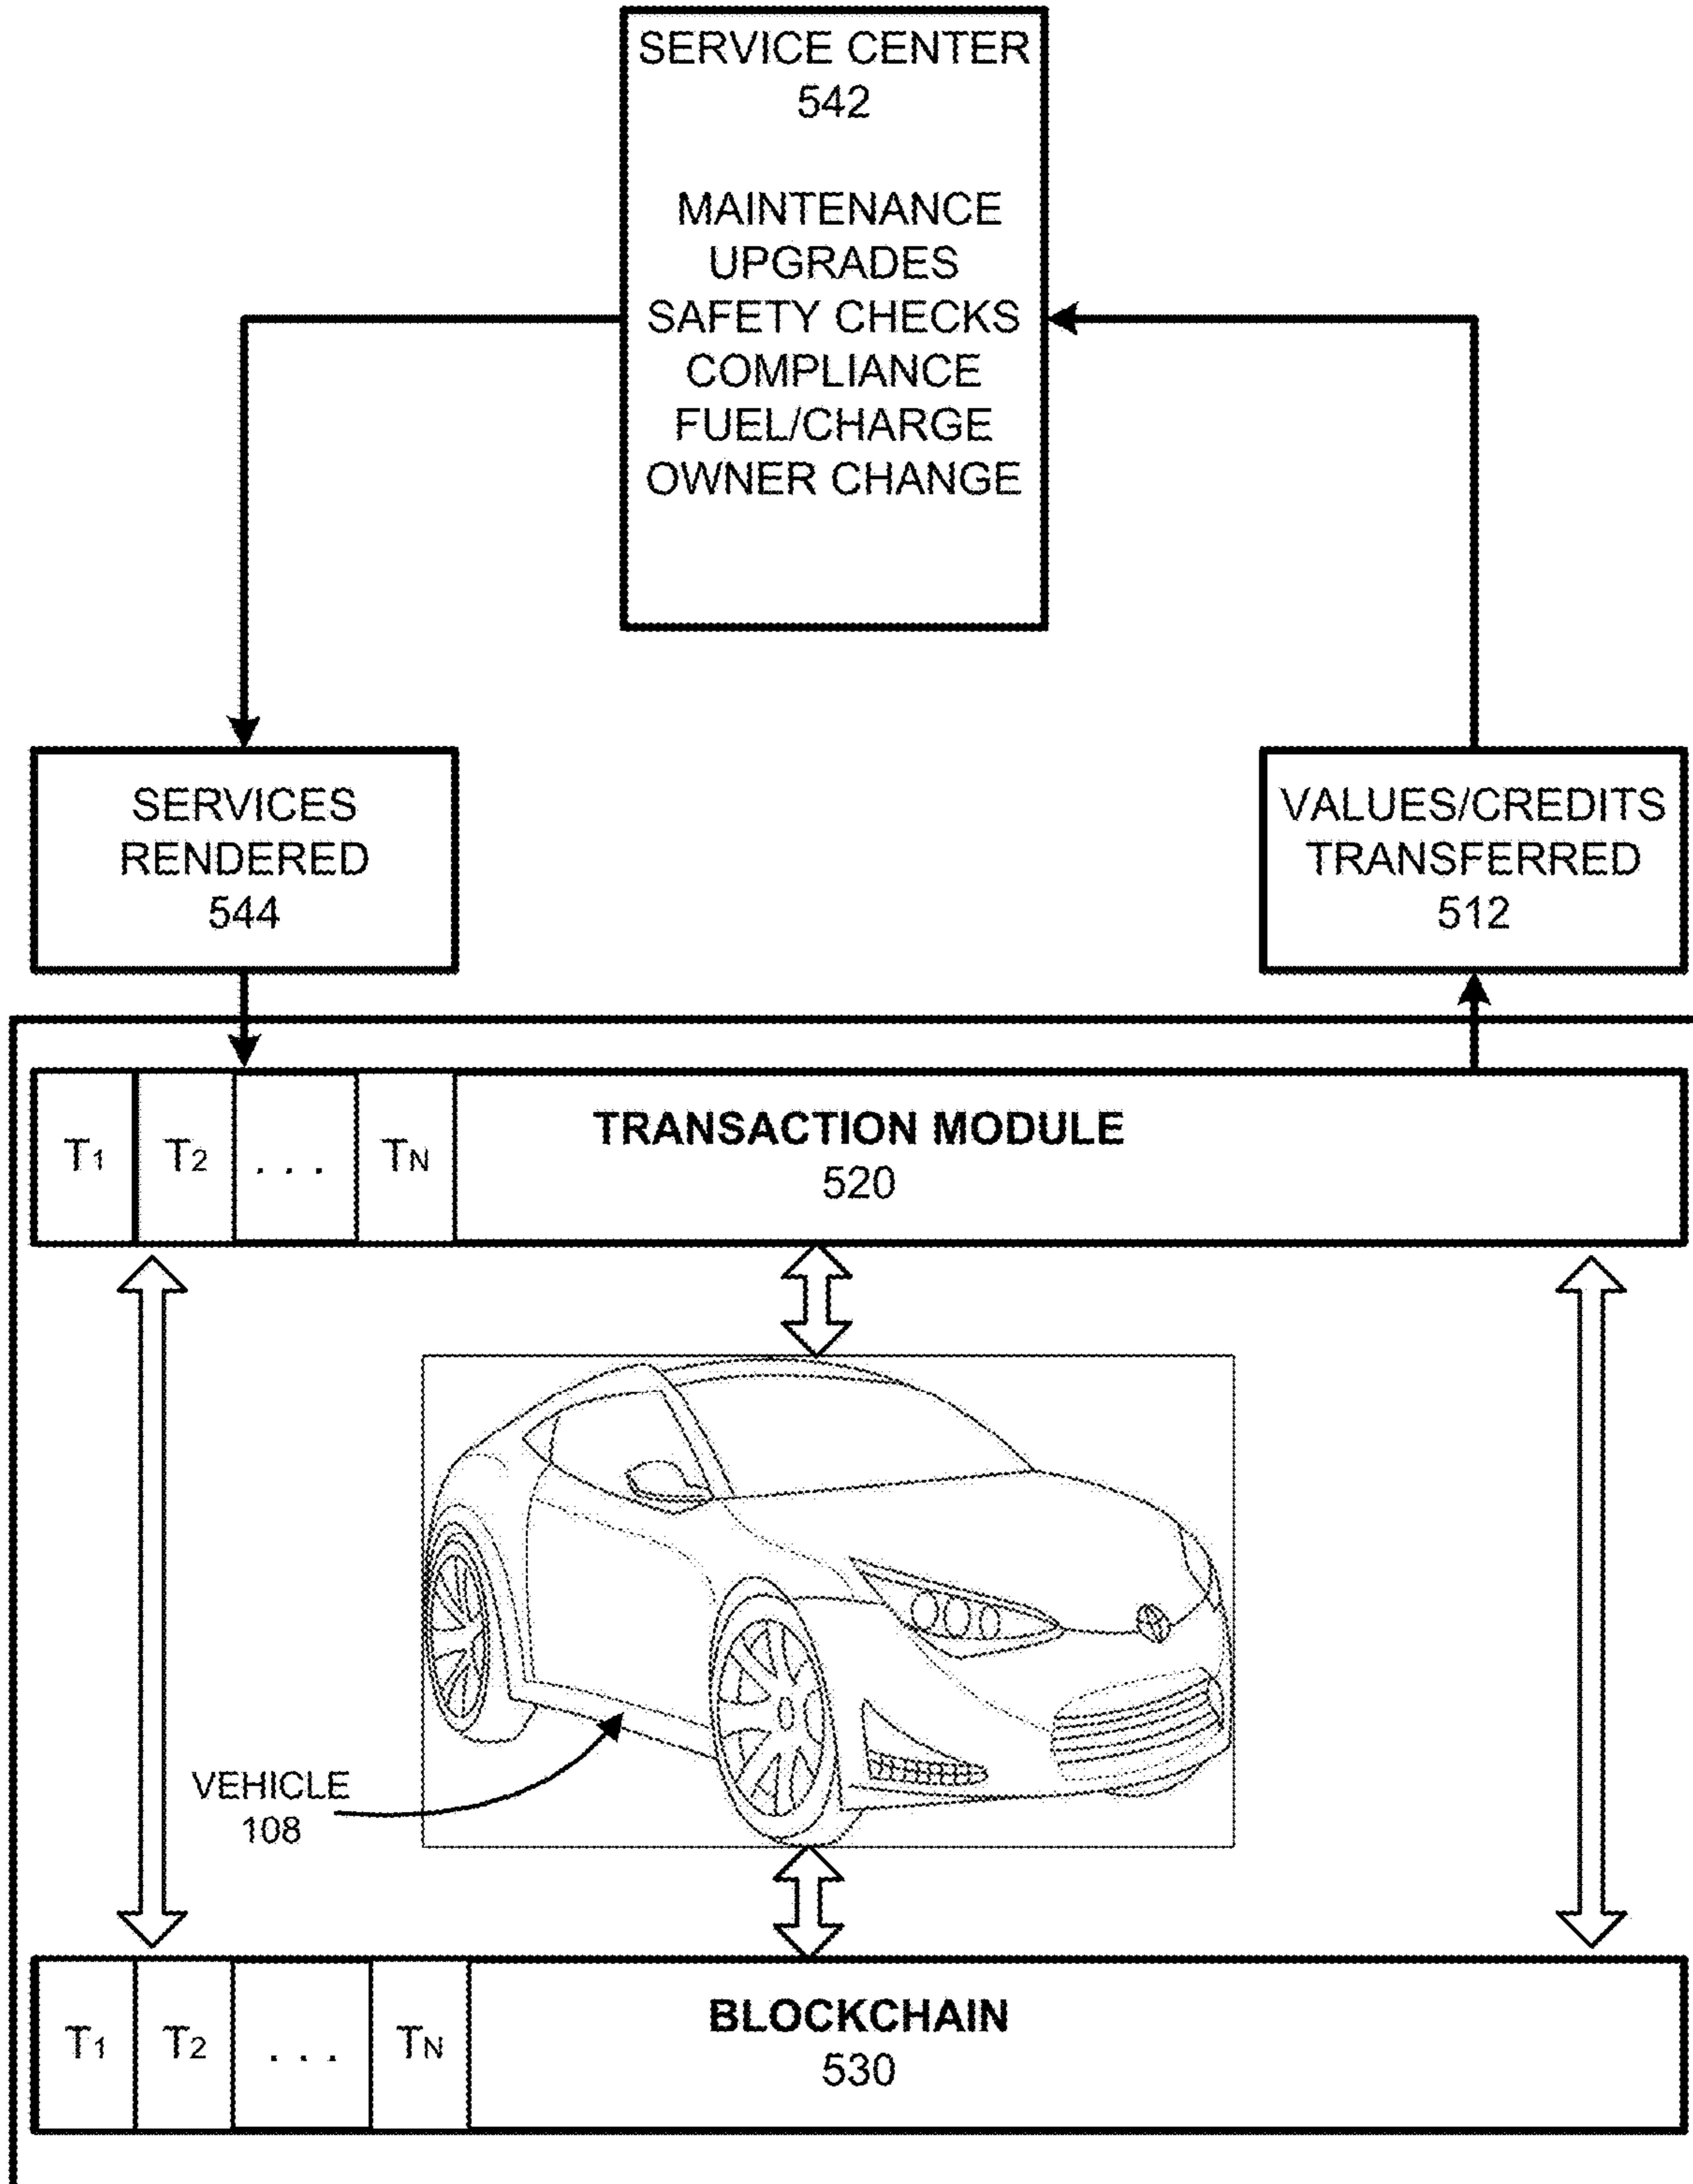 SERVICE CENTER
542
MAINTENANCE
UPGRADES
SAFETY CHECKS
COMPLIANCE
FUEL/CHARGE
OWNER CHANGE
SERVICES
RENDERED
544
VALUES/CREDITS
TRANSFERRED
512
T1 T2 . . . TN
TRANSACTION MODULE
520
VEHICLE
108
T1 T2 . . . TN
BLOCKCHAIN
530